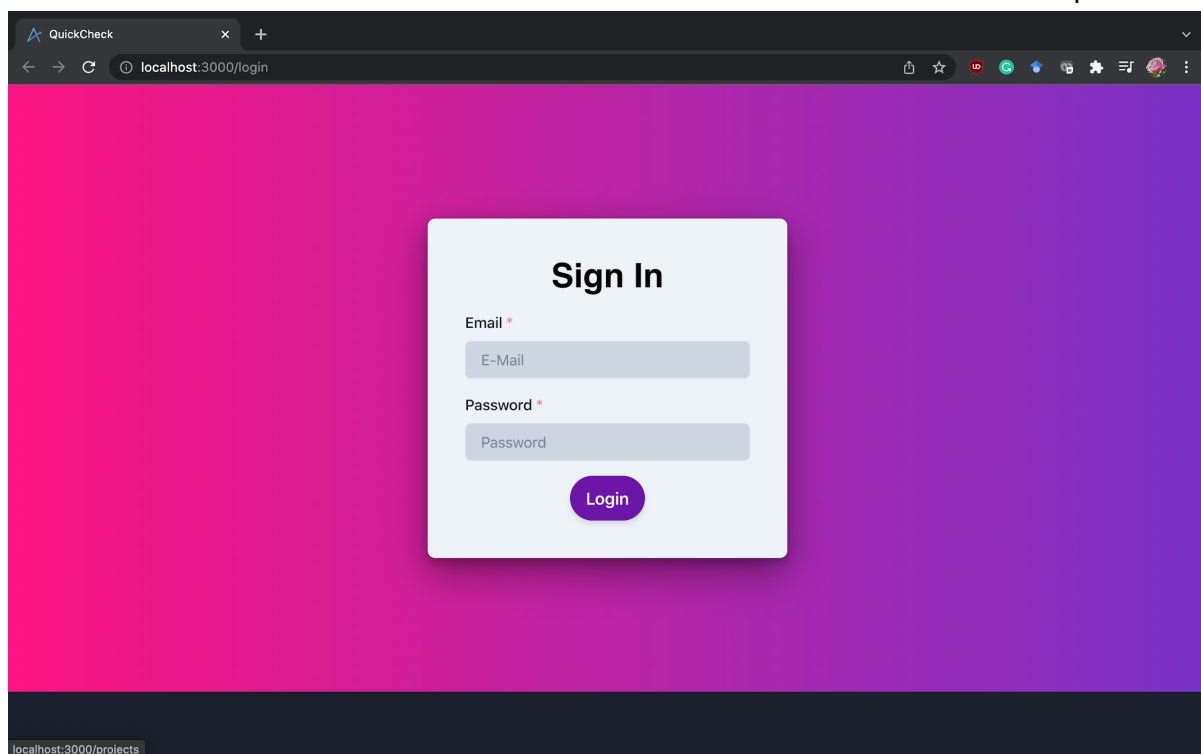 QuickCheck
localhost:3000/login
Sign In
Email *
E-Mail
Password *
Password
Login
localhost:3000/projects